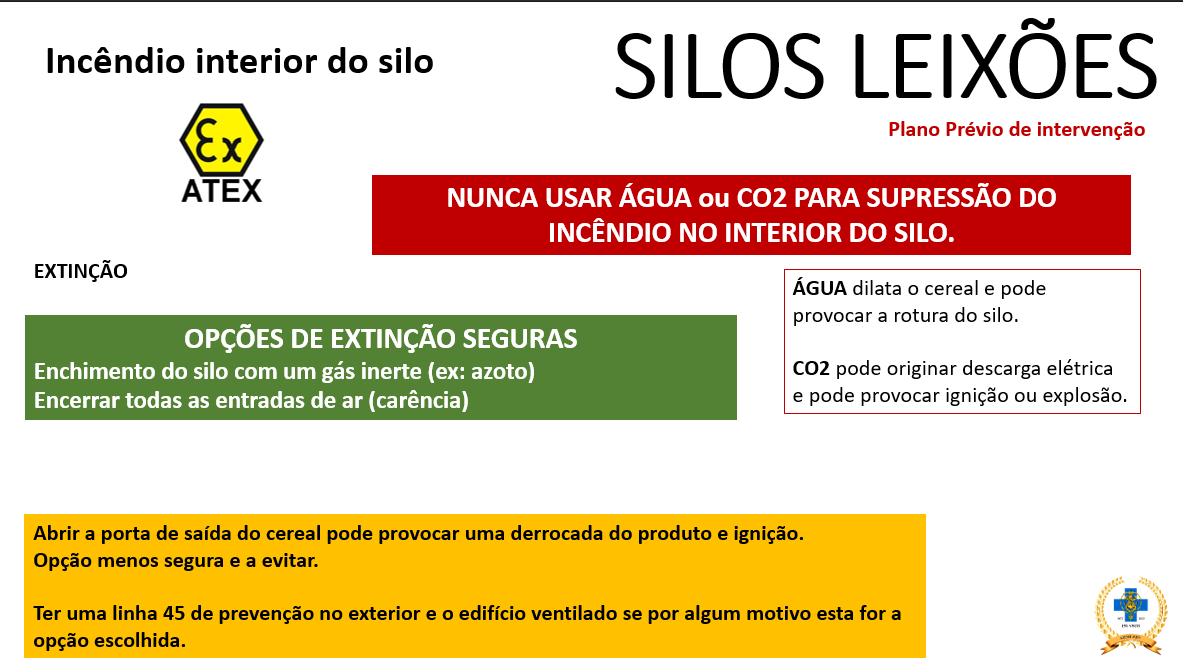 Incêndio interior do silo
SILOS LEIXÕES
Plano Prévio de intervenção
Ex
ATEX
NUNCA USAR ÁGUA ou CO2 PARA SUPRESSÃO DO
INCÊNDIO NO INTERIOR DO SILO.
EXTINÇÃO
ÁGUA dilata o cereal e pode
provocar a rotura do silo.
CO2 pode originar descarga elétrica
e pode provocar ignição ou explosão.
OPÇÕES DE EXTINÇÃO SEGURAS
Enchimento do silo com um gás inerte (ex: azoto)
Encerrar todas as entradas de ar (carência)
Abrir a porta de saída do cereal pode provocar uma derrocada do produto e ignição.
Opção menos segura e a evitar.
Ter uma linha 45 de prevenção no exterior e o edifício ventilado se por algum motivo esta for a
opção escolhida.